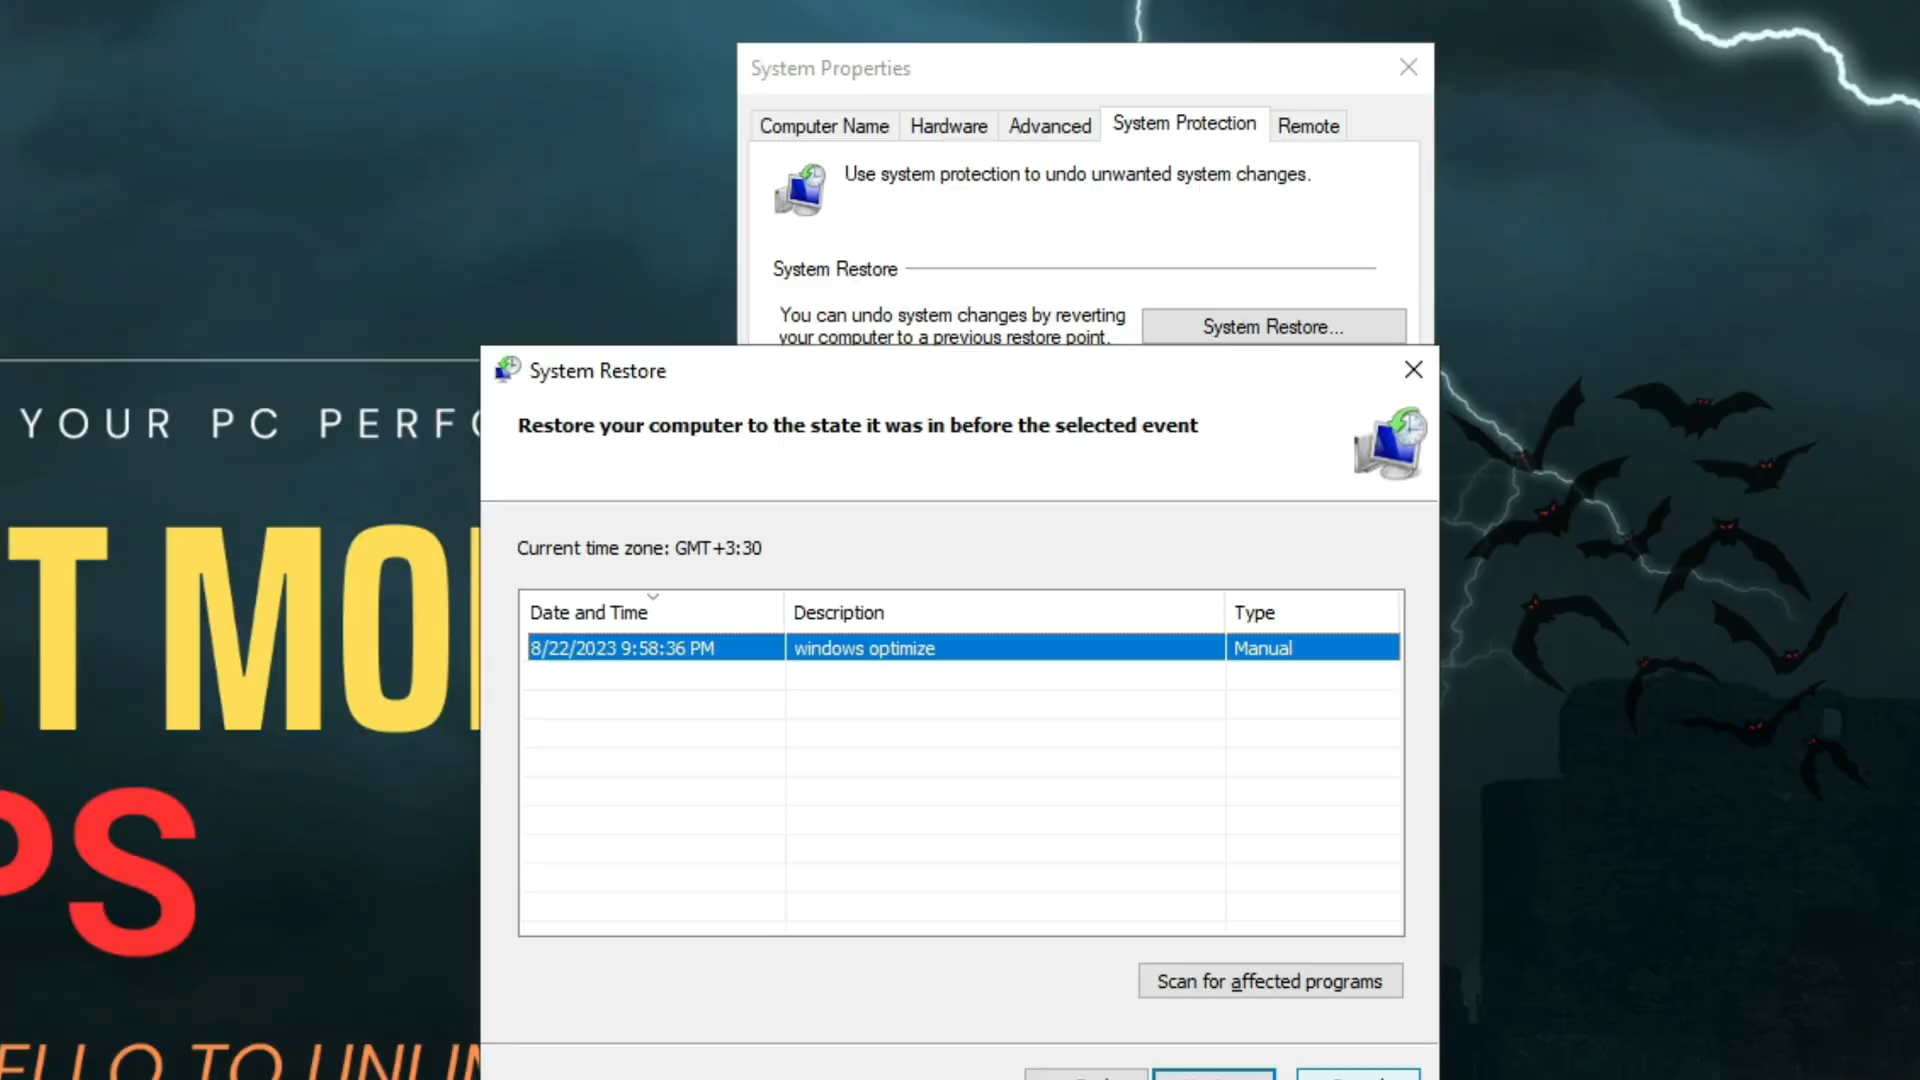 System Properties
Computer Name
Hardware
Advanced
System Protection
Remote
Use system protection to undo unwanted system changes.
System Restore
You can undo system changes by reverting
your computer to a previous restore point.
System Restore...
System Restore
Restore your computer to the state it was in before the selected event
Current time zone: GMT+3:30
Date and Time
Description
Type
8/22/2023 9:58:36 PM
windows optimize
Manual
Scan for affected programs
YOUR PC PERF
T MO
PS
ELLO TO UNLI